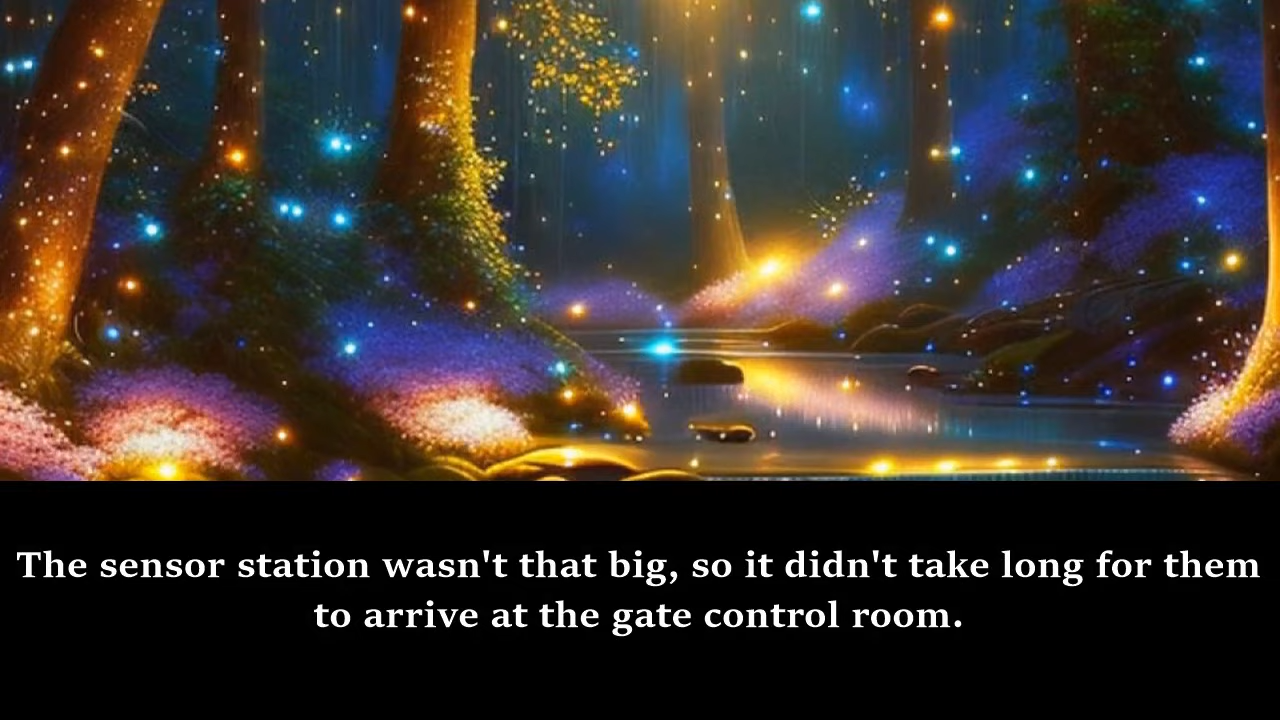 The sensor station wasn't that big, so it didn't take long for them
to arrive at the gate control room.